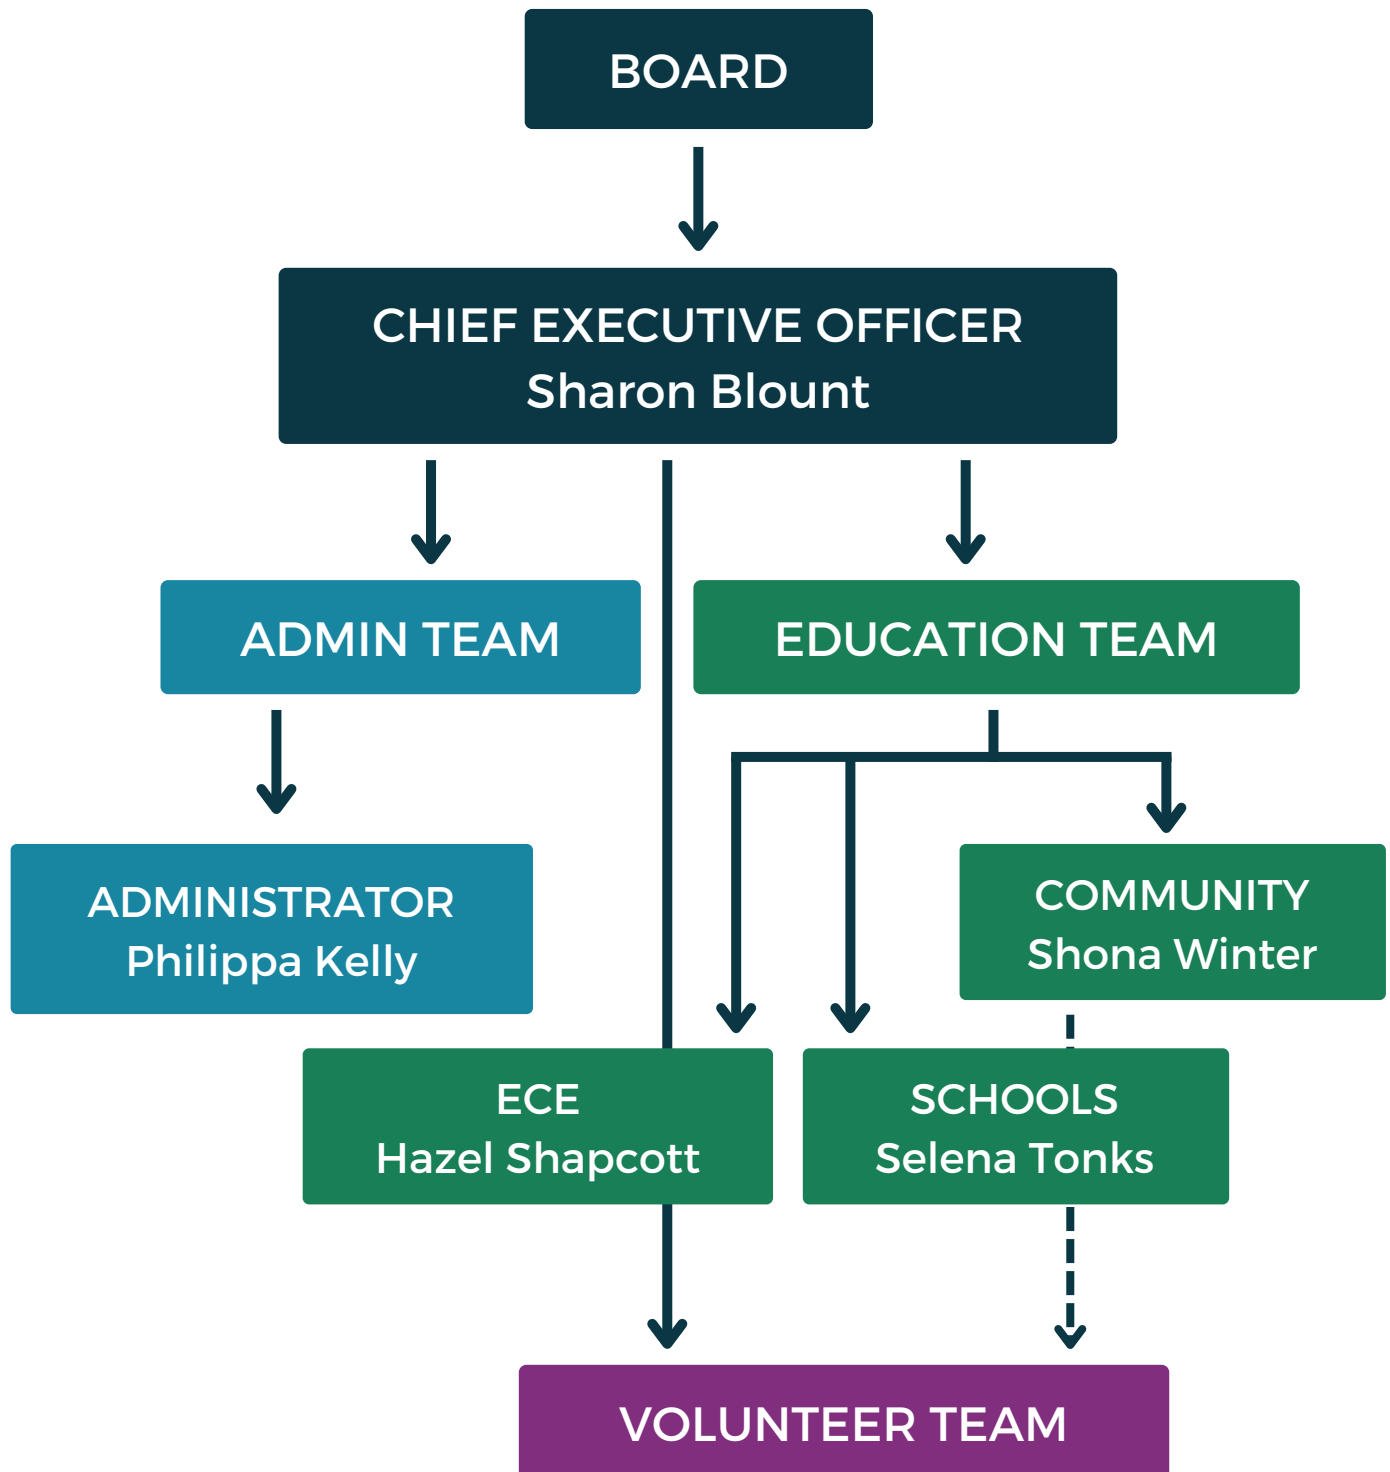 BOARD
CHIEF EXECUTIVE OFFICER
Sharon Blount
ADMIN TEAM
EDUCATION TEAM
ADMINISTRATOR
Philippa Kelly
COMMUNITY
Shona Winter
ECE
Hazel Shapcott
SCHOOLS
Selena Tonks
VOLUNTEER TEAM